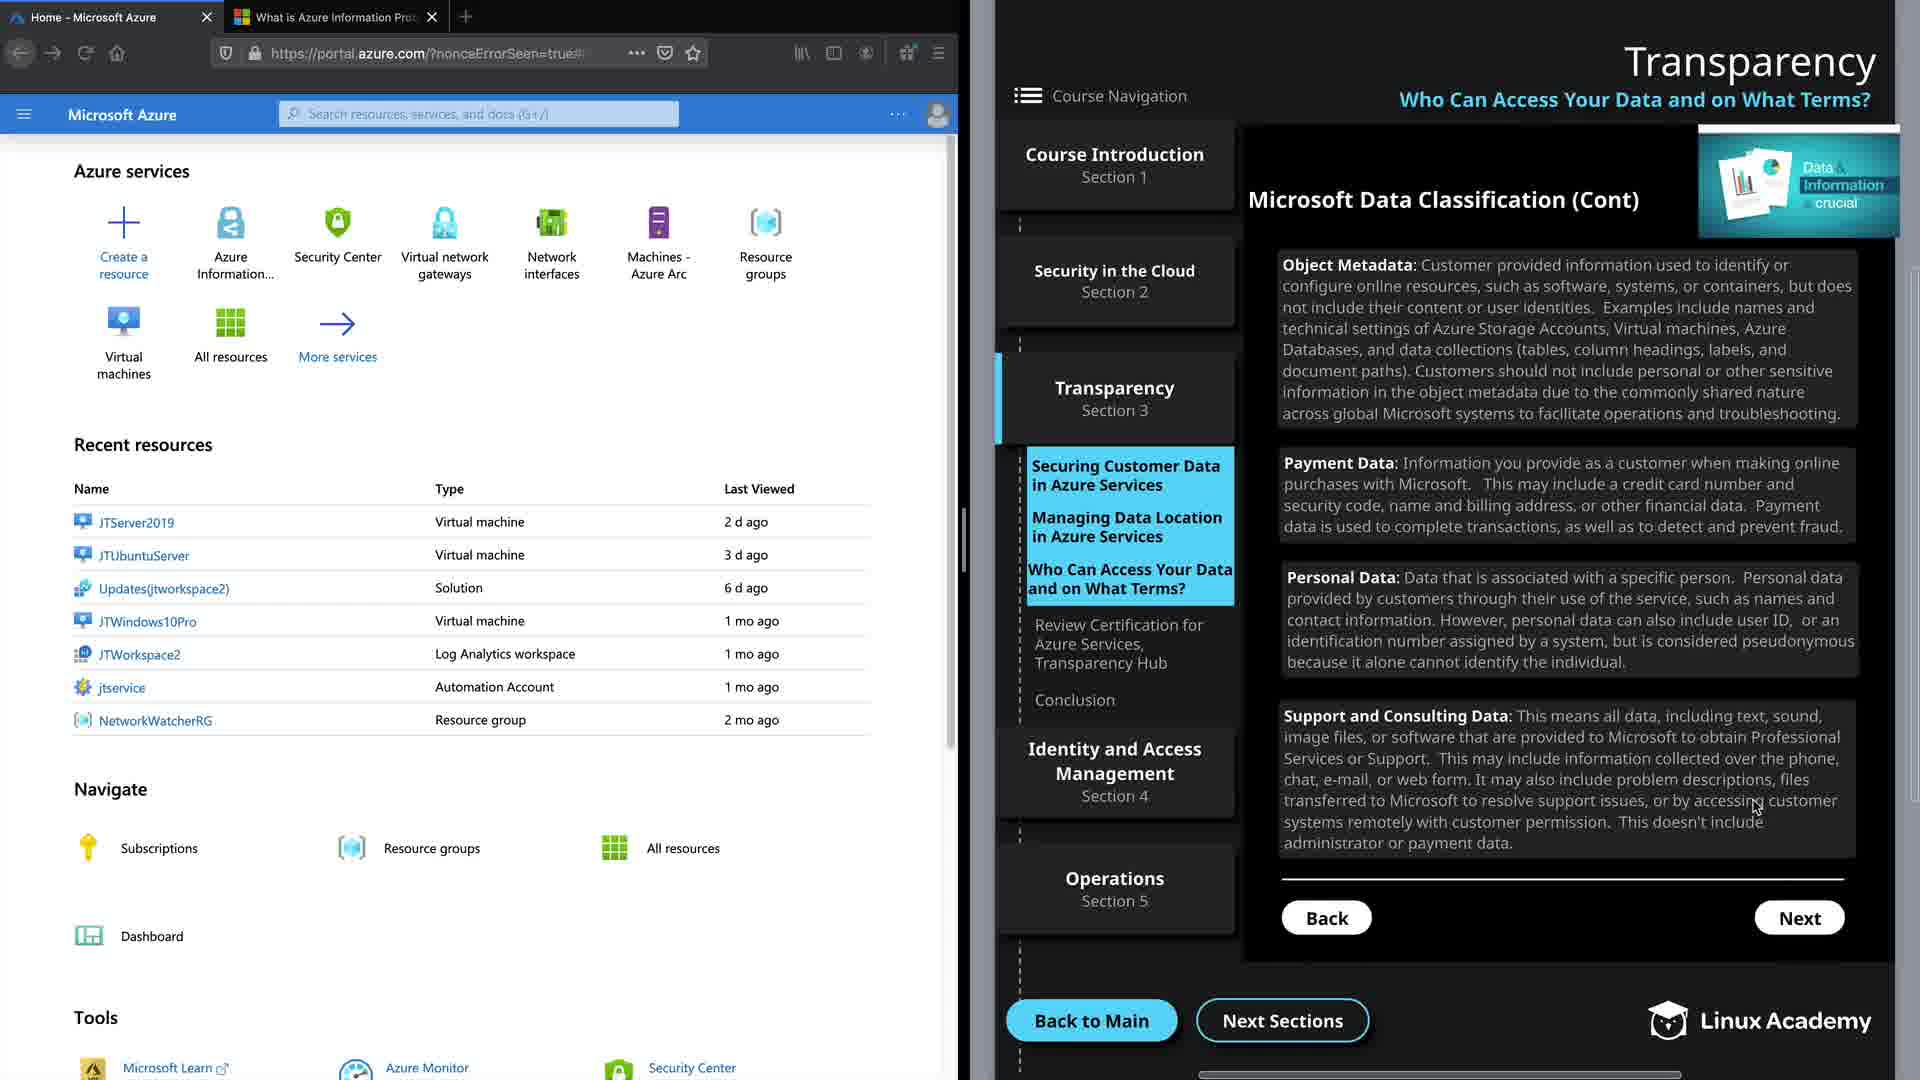 Home - Microsoft Azure
What is Azure Information Pro
https://portal.azure.com/?nonceErrorSeen=true#
Microsoft Azure
Search resources, services, and docs (G+/)
Azure services
Create a
resource
Azure
Information...
Security Center
Virtual network
gateways
Network
interfaces
Machines -
Azure Arc
Resource
groups
Virtual
machines
All resources
More services
Recent resources
Name Type Last Viewed
JTServer2019 Virtual machine 2 d ago
JTUbuntuServer Virtual machine 3 d ago
Updates(jtworkspace2) Solution 6 d ago
JTWindows10Pro Virtual machine 1 mo ago
JTWorkspace2 Log Analytics workspace 1 mo ago
jtservice Automation Account 1 mo ago
NetworkWatcherRG Resource group 2 mo ago
Navigate
Subscriptions Resource groups All resources
Dashboard
Tools
Microsoft Learn Azure Monitor Security Center
Transparency
Who Can Access Your Data and on What Terms?
Course Navigation
Course Introduction
Section 1
Security in the Cloud
Section 2
Transparency
Section 3
Securing Customer Data
in Azure Services
Managing Data Location
in Azure Services
Who Can Access Your Data
and on What Terms?
Review Certification for
Azure Services,
Transparency Hub
Conclusion
Identity and Access
Management
Section 4
Operations
Section 5
Data &
Information
is crucial
Microsoft Data Classification (Cont)
Object Metadata: Customer provided information used to identify or
configure online resources, such as software, systems, or containers, but does
not include their content or user identities. Examples include names and
technical settings of Azure Storage Accounts, Virtual machines, Azure
Databases, and data collections (tables, column headings, labels, and
document paths). Customers should not include personal or other sensitive
information in the object metadata due to the commonly shared nature
across global Microsoft systems to facilitate operations and troubleshooting.
Payment Data: Information you provide as a customer when making online
purchases with Microsoft. This may include a credit card number and
security code, name and billing address, or other financial data. Payment
data is used to complete transactions, as well as to detect and prevent fraud.
Personal Data: Data that is associated with a specific person. Personal data
provided by customers through their use of the service, such as names and
contact information. However, personal data can also include user ID, or an
identification number assigned by a system, but is considered pseudonymous
because it alone cannot identify the individual.
Support and Consulting Data: This means all data, including text, sound,
image files, or software that are provided to Microsoft to obtain Professional
Services or Support. This may include information collected over the phone,
chat, e-mail, or web form. It may also include problem descriptions, files
transferred to Microsoft to resolve support issues, or by accessing customer
systems remotely with customer permission. This doesn't include
administrator or payment data.
Back Next
Back to Main Next Sections
Linux Academy